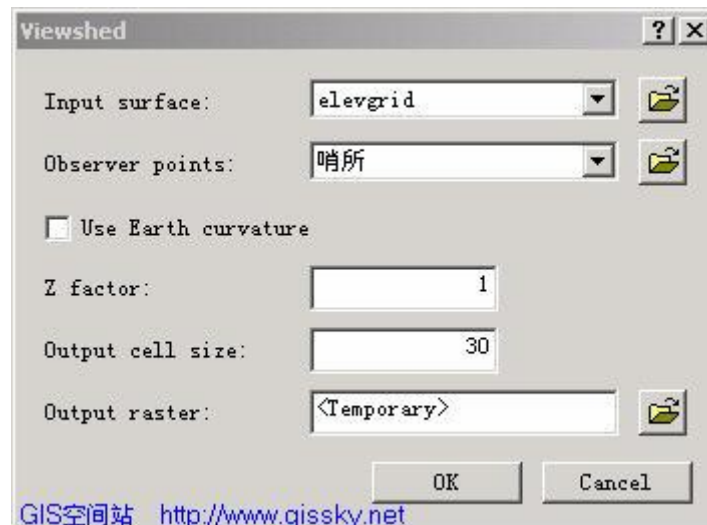 Viewshed
Input surface: elevgrid
Observer points: 哨所
Use Earth curvature
Z factor: 1
Output cell size: 30
Output raster: <Temporary>
OK Cancel
GIS空间站 http://www.gissky.net